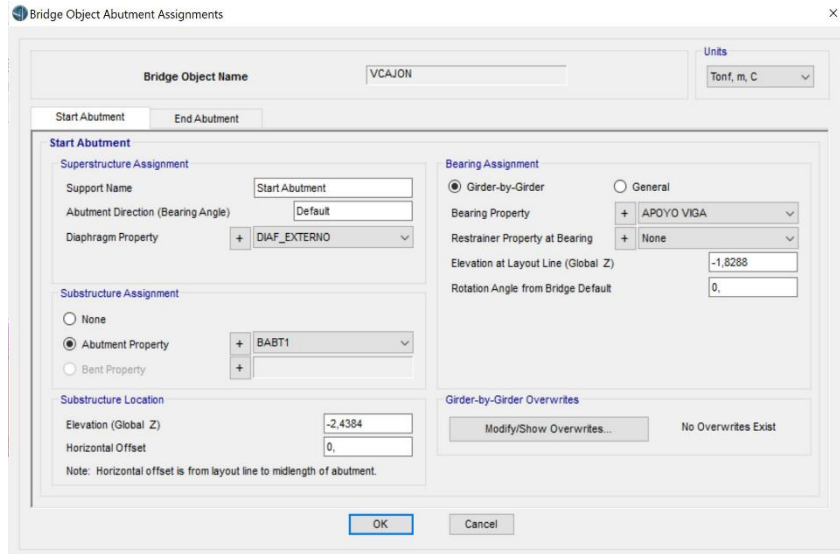 Bridge Object Abutment Assignments
Bridge Object Name
VCAJON
Units
Tonf, m, C
Start Abutment
End Abutment
Start Abutment
Superstructure Assignment
Support Name
Start Abutment
Abutment Direction (Bearing Angle)
Default
Diaphragm Property
+
DIAF_EXTERNO
Substructure Assignment
None
Abutment Property
+
BABT1
Bent Property
+
Substructure Location
Elevation (Global Z)
-2,4384
Horizontal Offset
0,
Note: Horizontal offset is from layout line to midlength of abutment.
Bearing Assignment
Girder-by-Girder
General
Bearing Property
+
APOYO VIGA
Restrainer Property at Bearing
+
None
Elevation at Layout Line (Global Z)
-1,8288
Rotation Angle from Bridge Default
0,
Girder-by-Girder Overwrites
Modify/Show Overwrites...
No Overwrites Exist
OK
Cancel